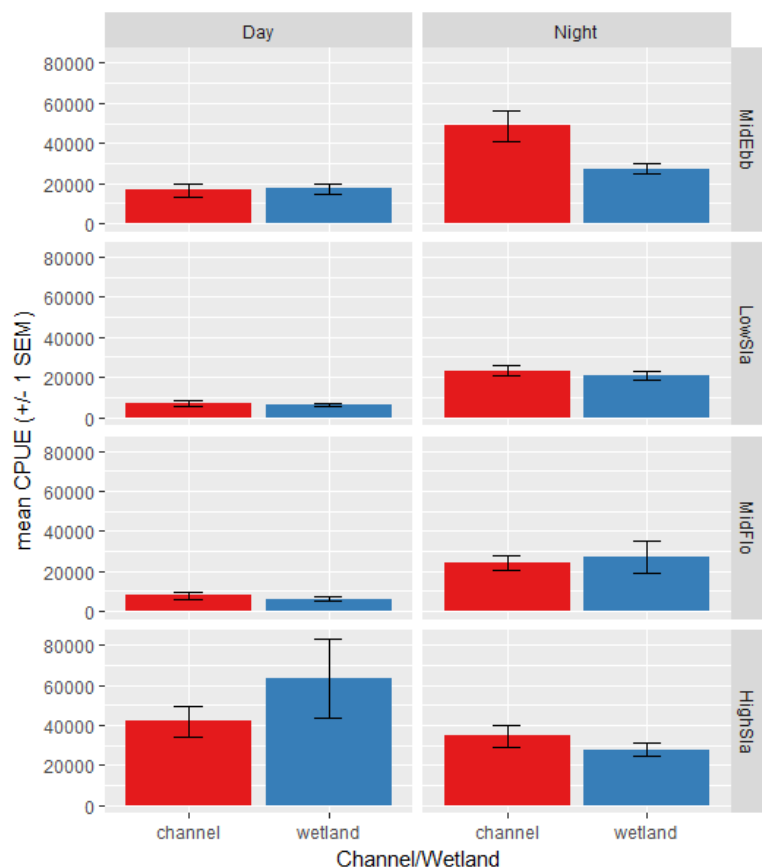 Day Night
80000
60000
40000
20000
0
MidEbb
80000
60000
40000
20000
0
LowSla
80000
60000
40000
20000
0
MidFlo
80000
60000
40000
20000
0
HighSla
mean CPUE (+/- 1 SEM)
channel wetland channel wetland
Channel/Wetland